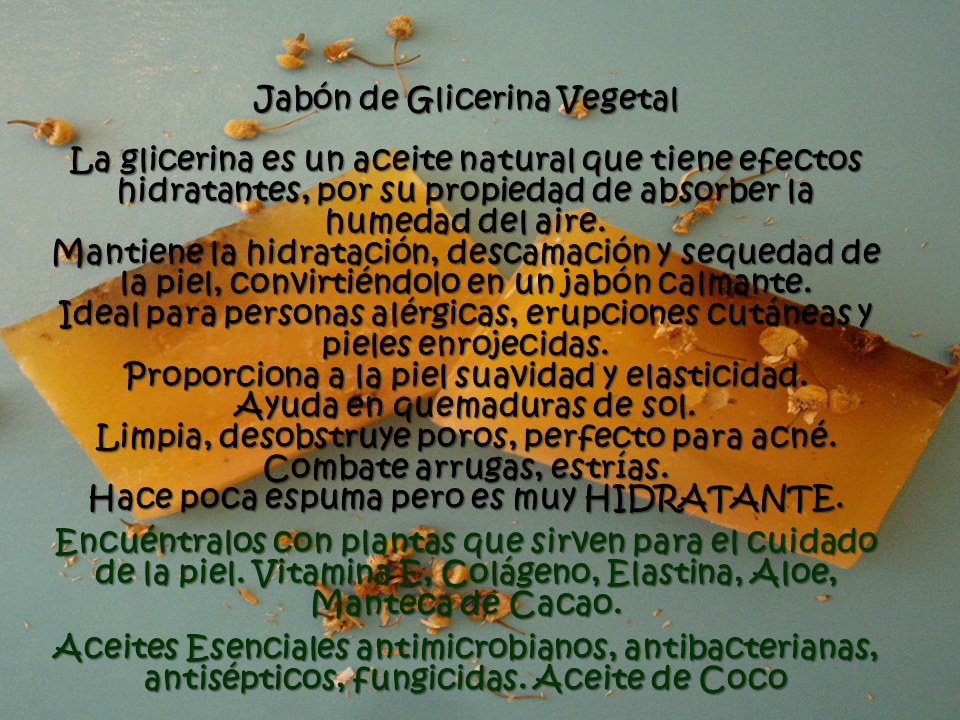 Jabón de Glicerina Vegetal
La glicerina es un aceite natural que tiene efectos
hidratantes, por su propiedad de absorber la
humedad del aire.
Mantiene la hidratación, descamación y sequedad de
la piel, convirtiéndolo en un jabón calmante.
Ideal para personas alérgicas, erupciones cutáneas y
pieles enrojecidas.
Proporciona a la piel suavidad y elasticidad.
Ayuda en quemaduras de sol.
Limpia, desobstruye poros, perfecto para acné.
Combate arrugas, estrías.
Hace poca espuma pero es muy HIDRATANTE.
Encuéntralos con plantas que sirven para el cuidado
de la piel. Vitamina E, Colágeno, Elastina, Aloe,
Manteca de Cacao.
Aceites Esenciales antimicrobianos, antibacterianas,
antisépticos, fungicidas. Aceite de Coco